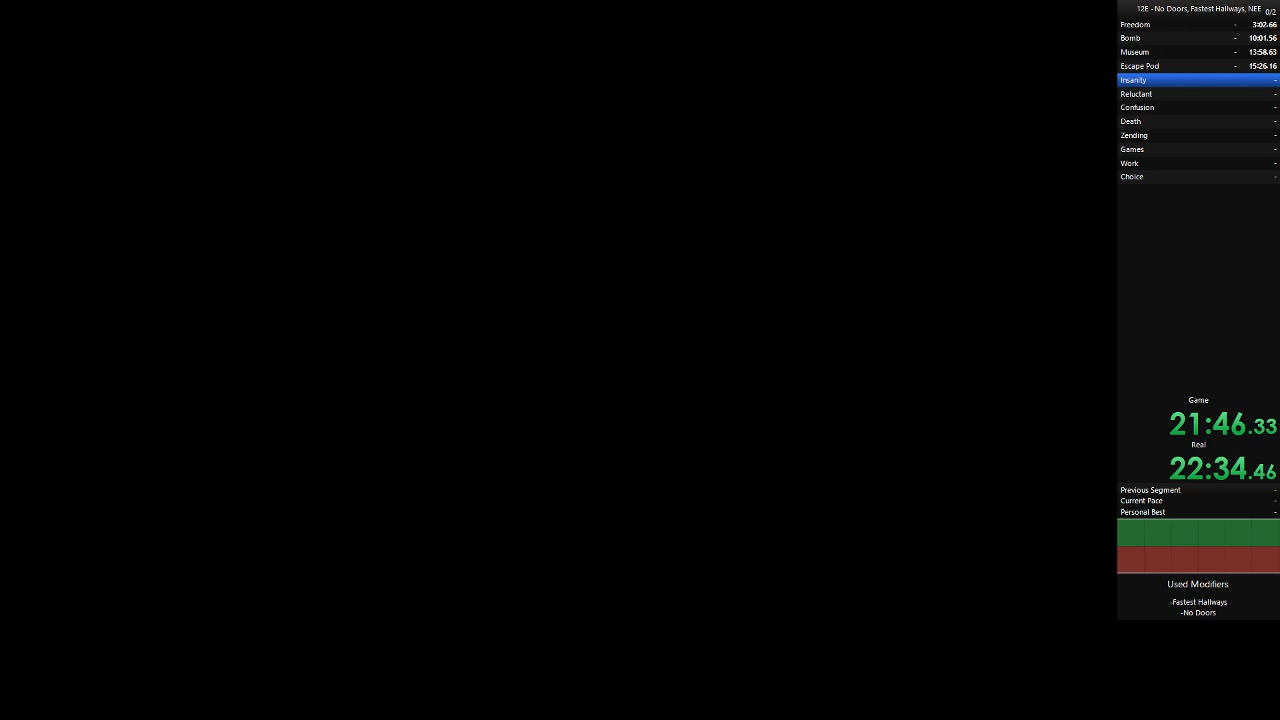 12E - No Doors, Fastest Hallways, NEE 0/2
Freedom - 3:02.66
Bomb - 10:01.56
Museum - 13:58.63
Escape Pod - 15:26.16
Insanity -
Reluctant -
Confusion -
Death -
Zending -
Games -
Work -
Choice -
Game
21:46.33
Real
22:34.46
Previous Segment -
Current Pace -
Personal Best -
Used Modifiers
-Fastest Hallways
-No Doors